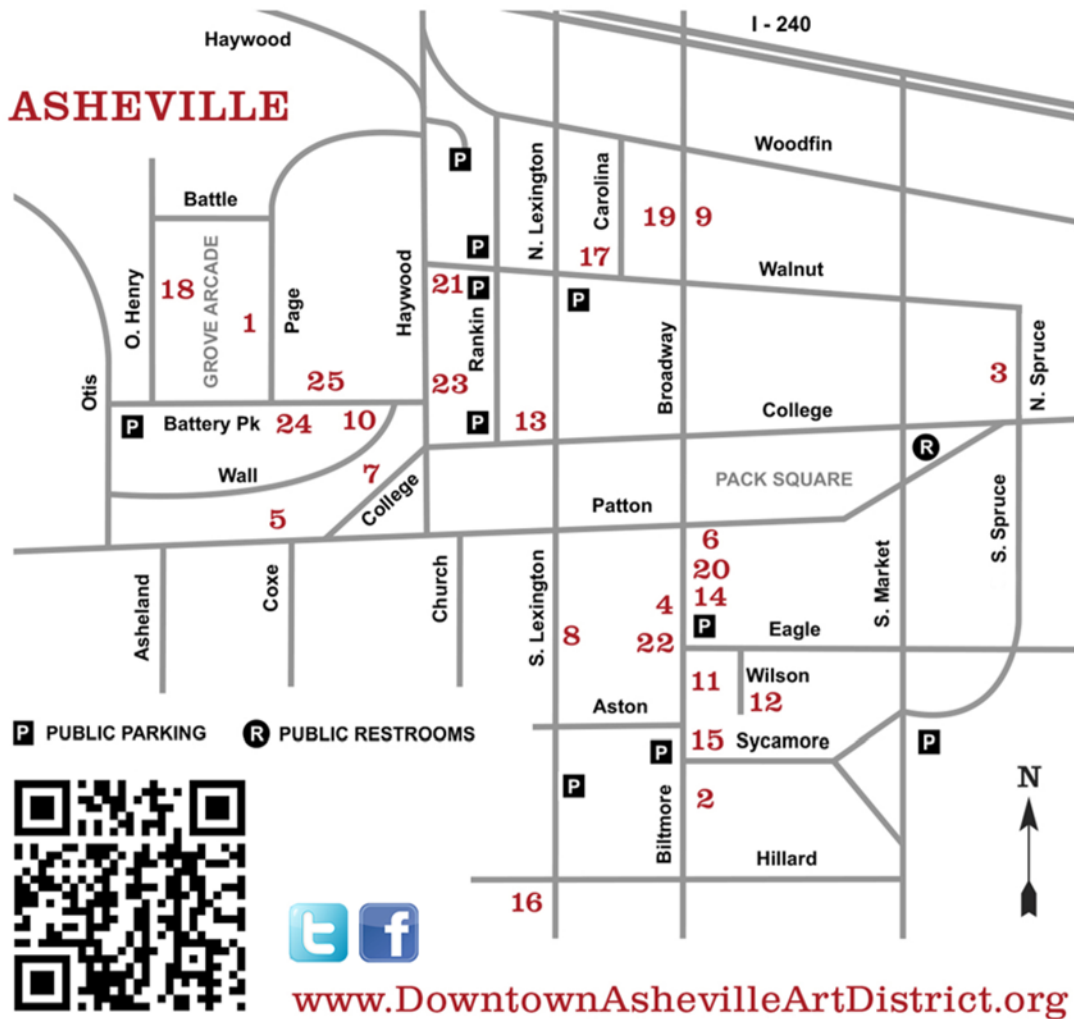 I - 240
Haywood
ASHEVILLE
Woodfin
P
Battle
N. Lexington
Carolina
19
9
O. Henry
18
GROVE ARCADE
1
Page
Haywood
P
17
Walnut
21
P
P
Rankin
Broadway
N. Spruce
3
Otis
25
23
College
P
Battery Pk
24
10
P
13
R
Wall
7
College
PACK SQUARE
5
Patton
S. Spruce
6
20
Asheland
Coxe
Church
S. Lexington
8
4
14
S. Market
22
P
Eagle
11
Wilson
12
Aston
P PUBLIC PARKING
R PUBLIC RESTROOMS
P
15
Sycamore
P
P
2
N
Biltmore
Hillard
16
t f
www.DowntownAshevilleArtDistrict.org